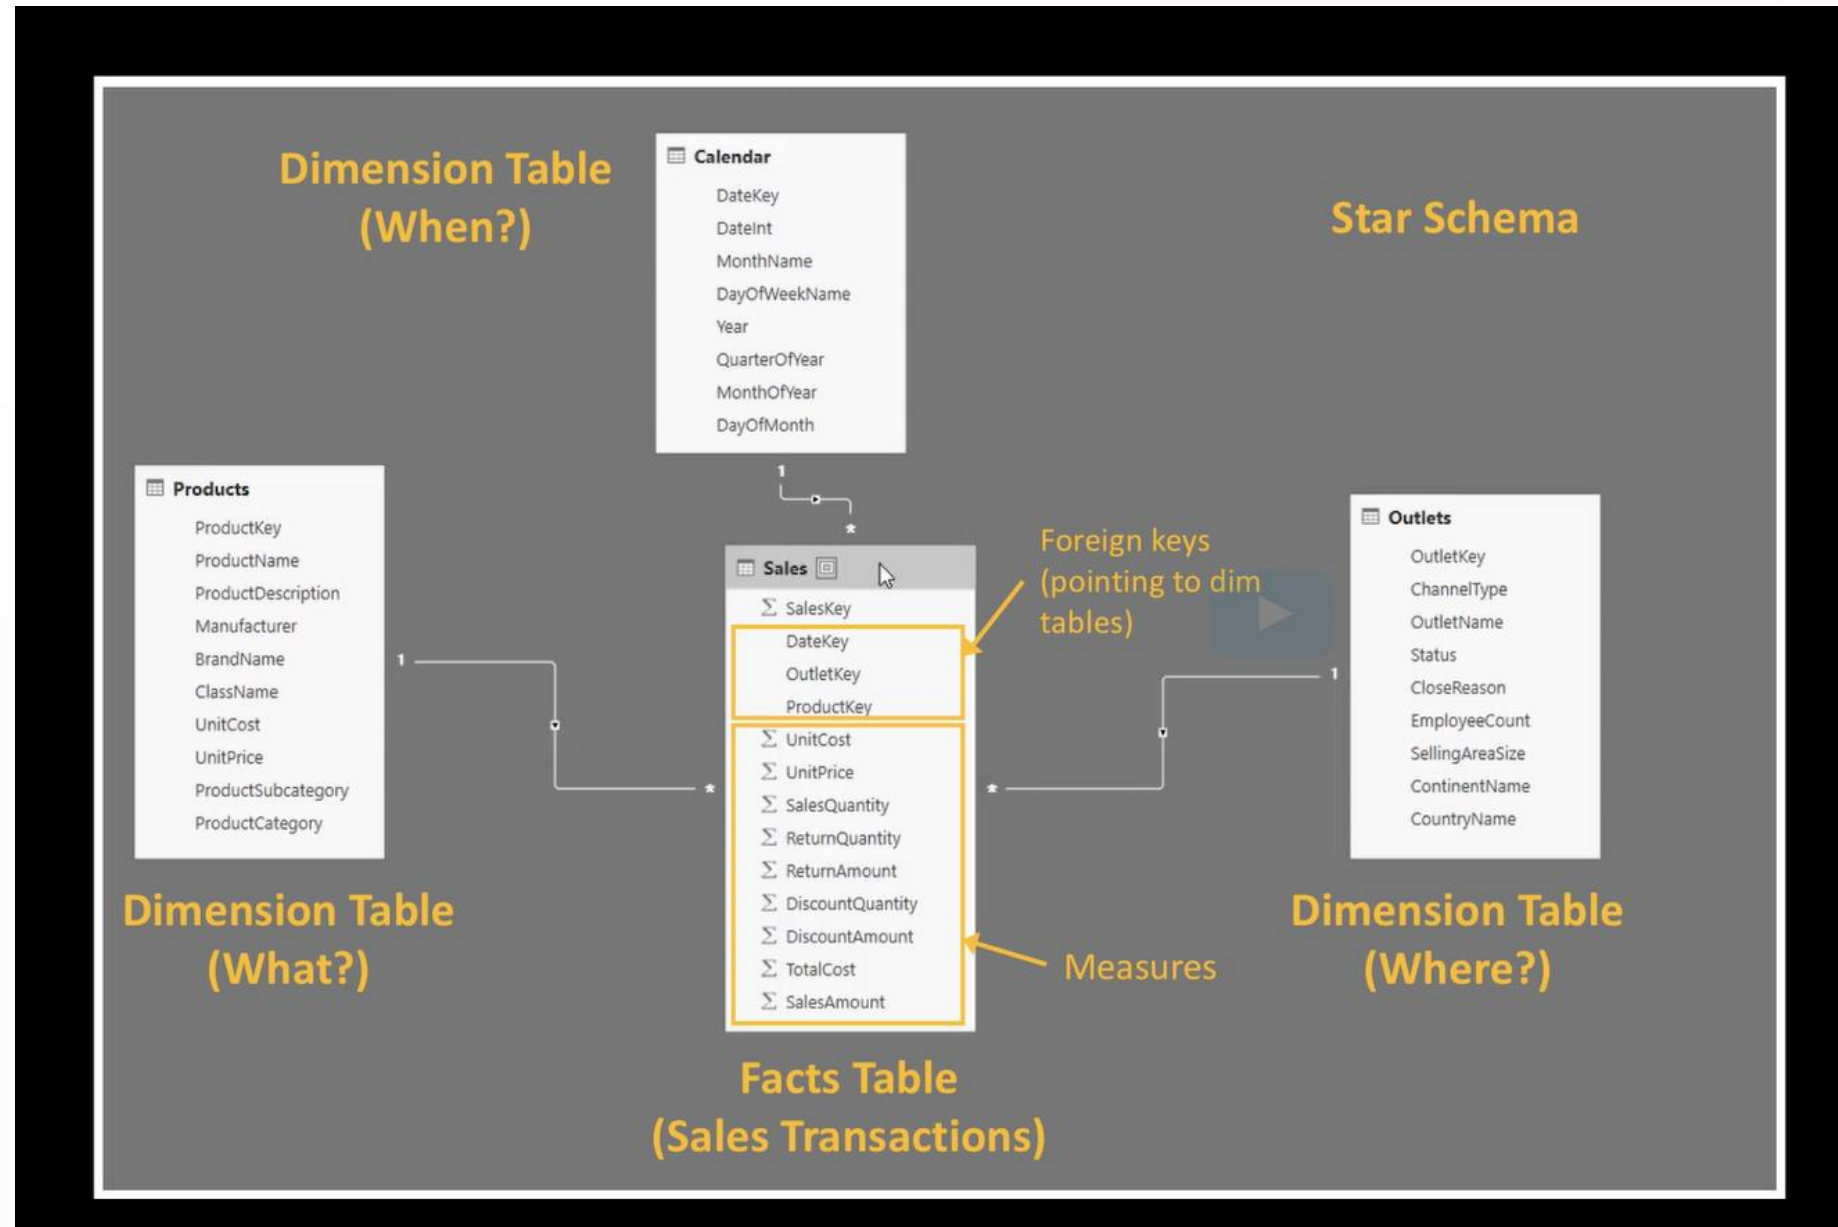 Dimension Table
(When?)
Calendar
DateKey
DateInt
MonthName
DayOfWeekName
Year
QuarterOfYear
MonthOfYear
DayOfMonth
Star Schema
1
*
Products
ProductKey
ProductName
ProductDescription
Manufacturer
BrandName
ClassName
UnitCost
UnitPrice
ProductSubcategory
ProductCategory
1
*
Dimension Table
(What?)
Sales
Σ SalesKey
DateKey
OutletKey
ProductKey
Σ UnitCost
Σ UnitPrice
Σ SalesQuantity
Σ ReturnQuantity
Σ ReturnAmount
Σ DiscountQuantity
Σ DiscountAmount
Σ TotalCost
Σ SalesAmount
Facts Table
(Sales Transactions)
Foreign keys
(pointing to dim
tables)
Measures
Outlets
OutletKey
ChannelType
OutletName
Status
CloseReason
EmployeeCount
SellingAreaSize
ContinentName
CountryName
1
*
Dimension Table
(Where?)